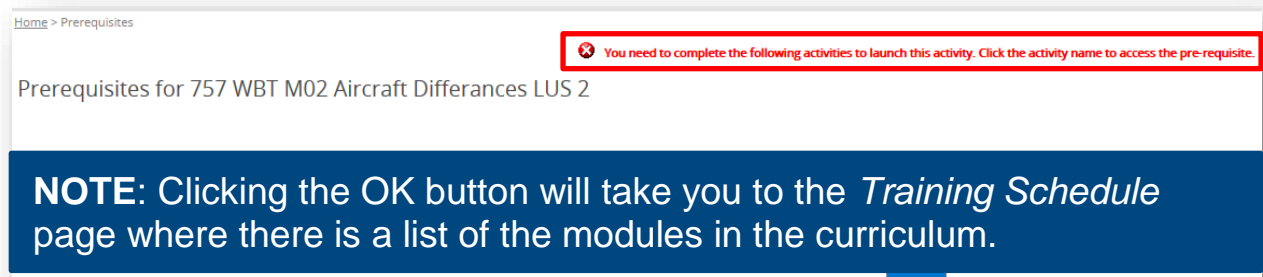 Home > Prerequisites
You need to complete the following activities to launch this activity. Click the activity name to access the pre-requisite.
Prerequisites for 757 WBT M02 Aircraft Differances LUS 2
NOTE: Clicking the OK button will take you to the Training Schedule
page where there is a list of the modules in the curriculum.